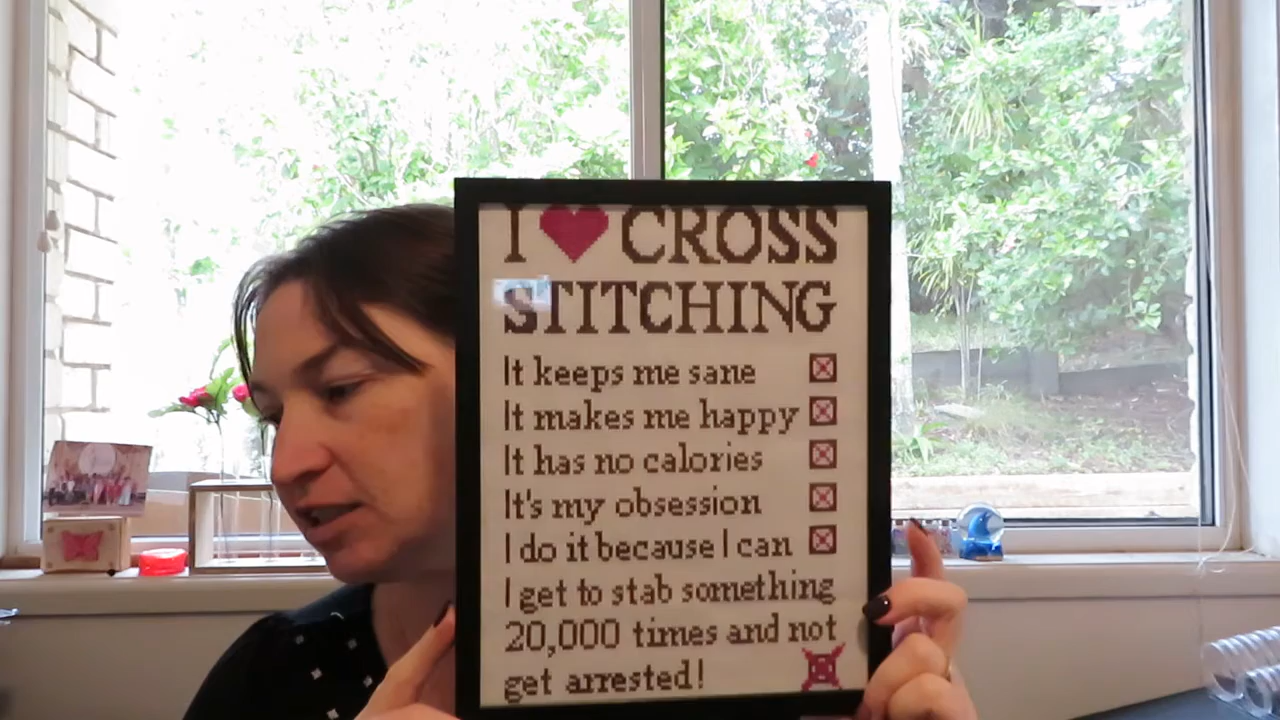 I ♥ CROSS
STITCHING
It keeps me sane
It makes me happy
It has no calories
It's my obsession
I do it because I can
I get to stab something
20,000 times and not
get arrested!